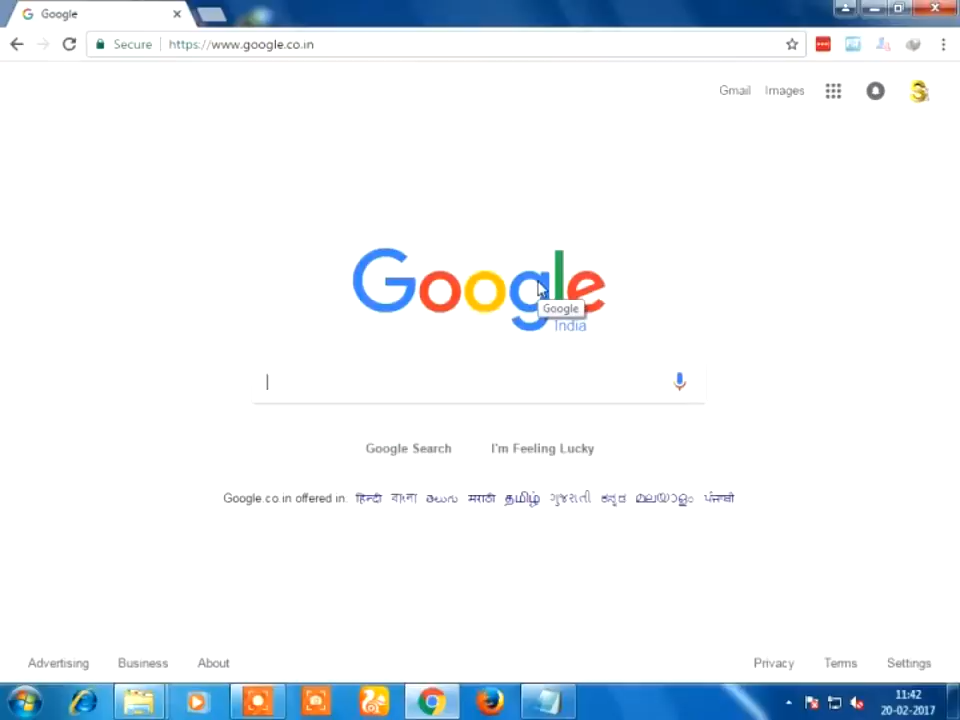 Google
Secure https://www.google.co.in
Gmail Images
Google
Google
India
Google Search I'm Feeling Lucky
Google.co.in offered in: हिन्दी বাংলা తెలుగు मराठी தமிழ் ગુજરાતી ಕನ್ನಡ മലയാളം ਪੰਜਾਬੀ
Advertising Business About Privacy Terms Settings
11:42
20-02-2017